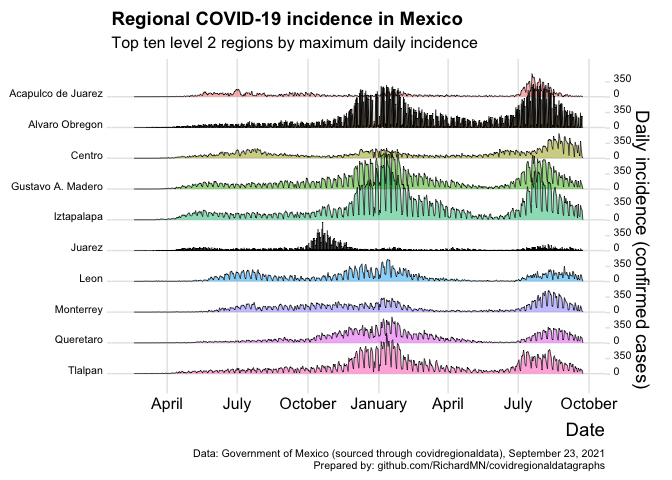 Regional COVID-19 incidence in Mexico
Top ten level 2 regions by maximum daily incidence
Acapulco de Juarez
350
0
Alvaro Obregon
350
0
Centro
350
0
Gustavo A. Madero
350
0
Iztapalapa
350
0
Juarez
350
0
Leon
350
0
Monterrey
350
0
Queretaro
350
0
Tlalpan
350
0
Daily incidence (confirmed cases)
April July October January April July October
Date
Data: Government of Mexico (sourced through covidregionaldata), September 23, 2021
Prepared by: github.com/RichardMN/covidregionaldatagraphs